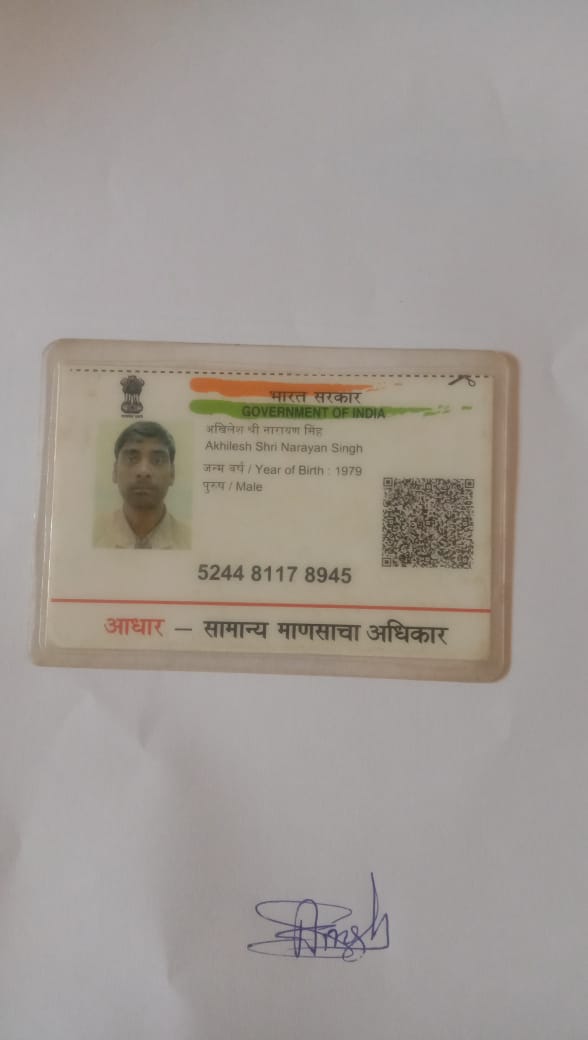 भारत सरकार
GOVERNMENT OF INDIA
अखिलेश श्री नारायण सिंह
Akhilesh Shri Narayan Singh
जन्म वर्ष / Year of Birth : 1979
पुरुष / Male
5244 8117 8945
आधार – सामान्य माणसाचा अधिकार